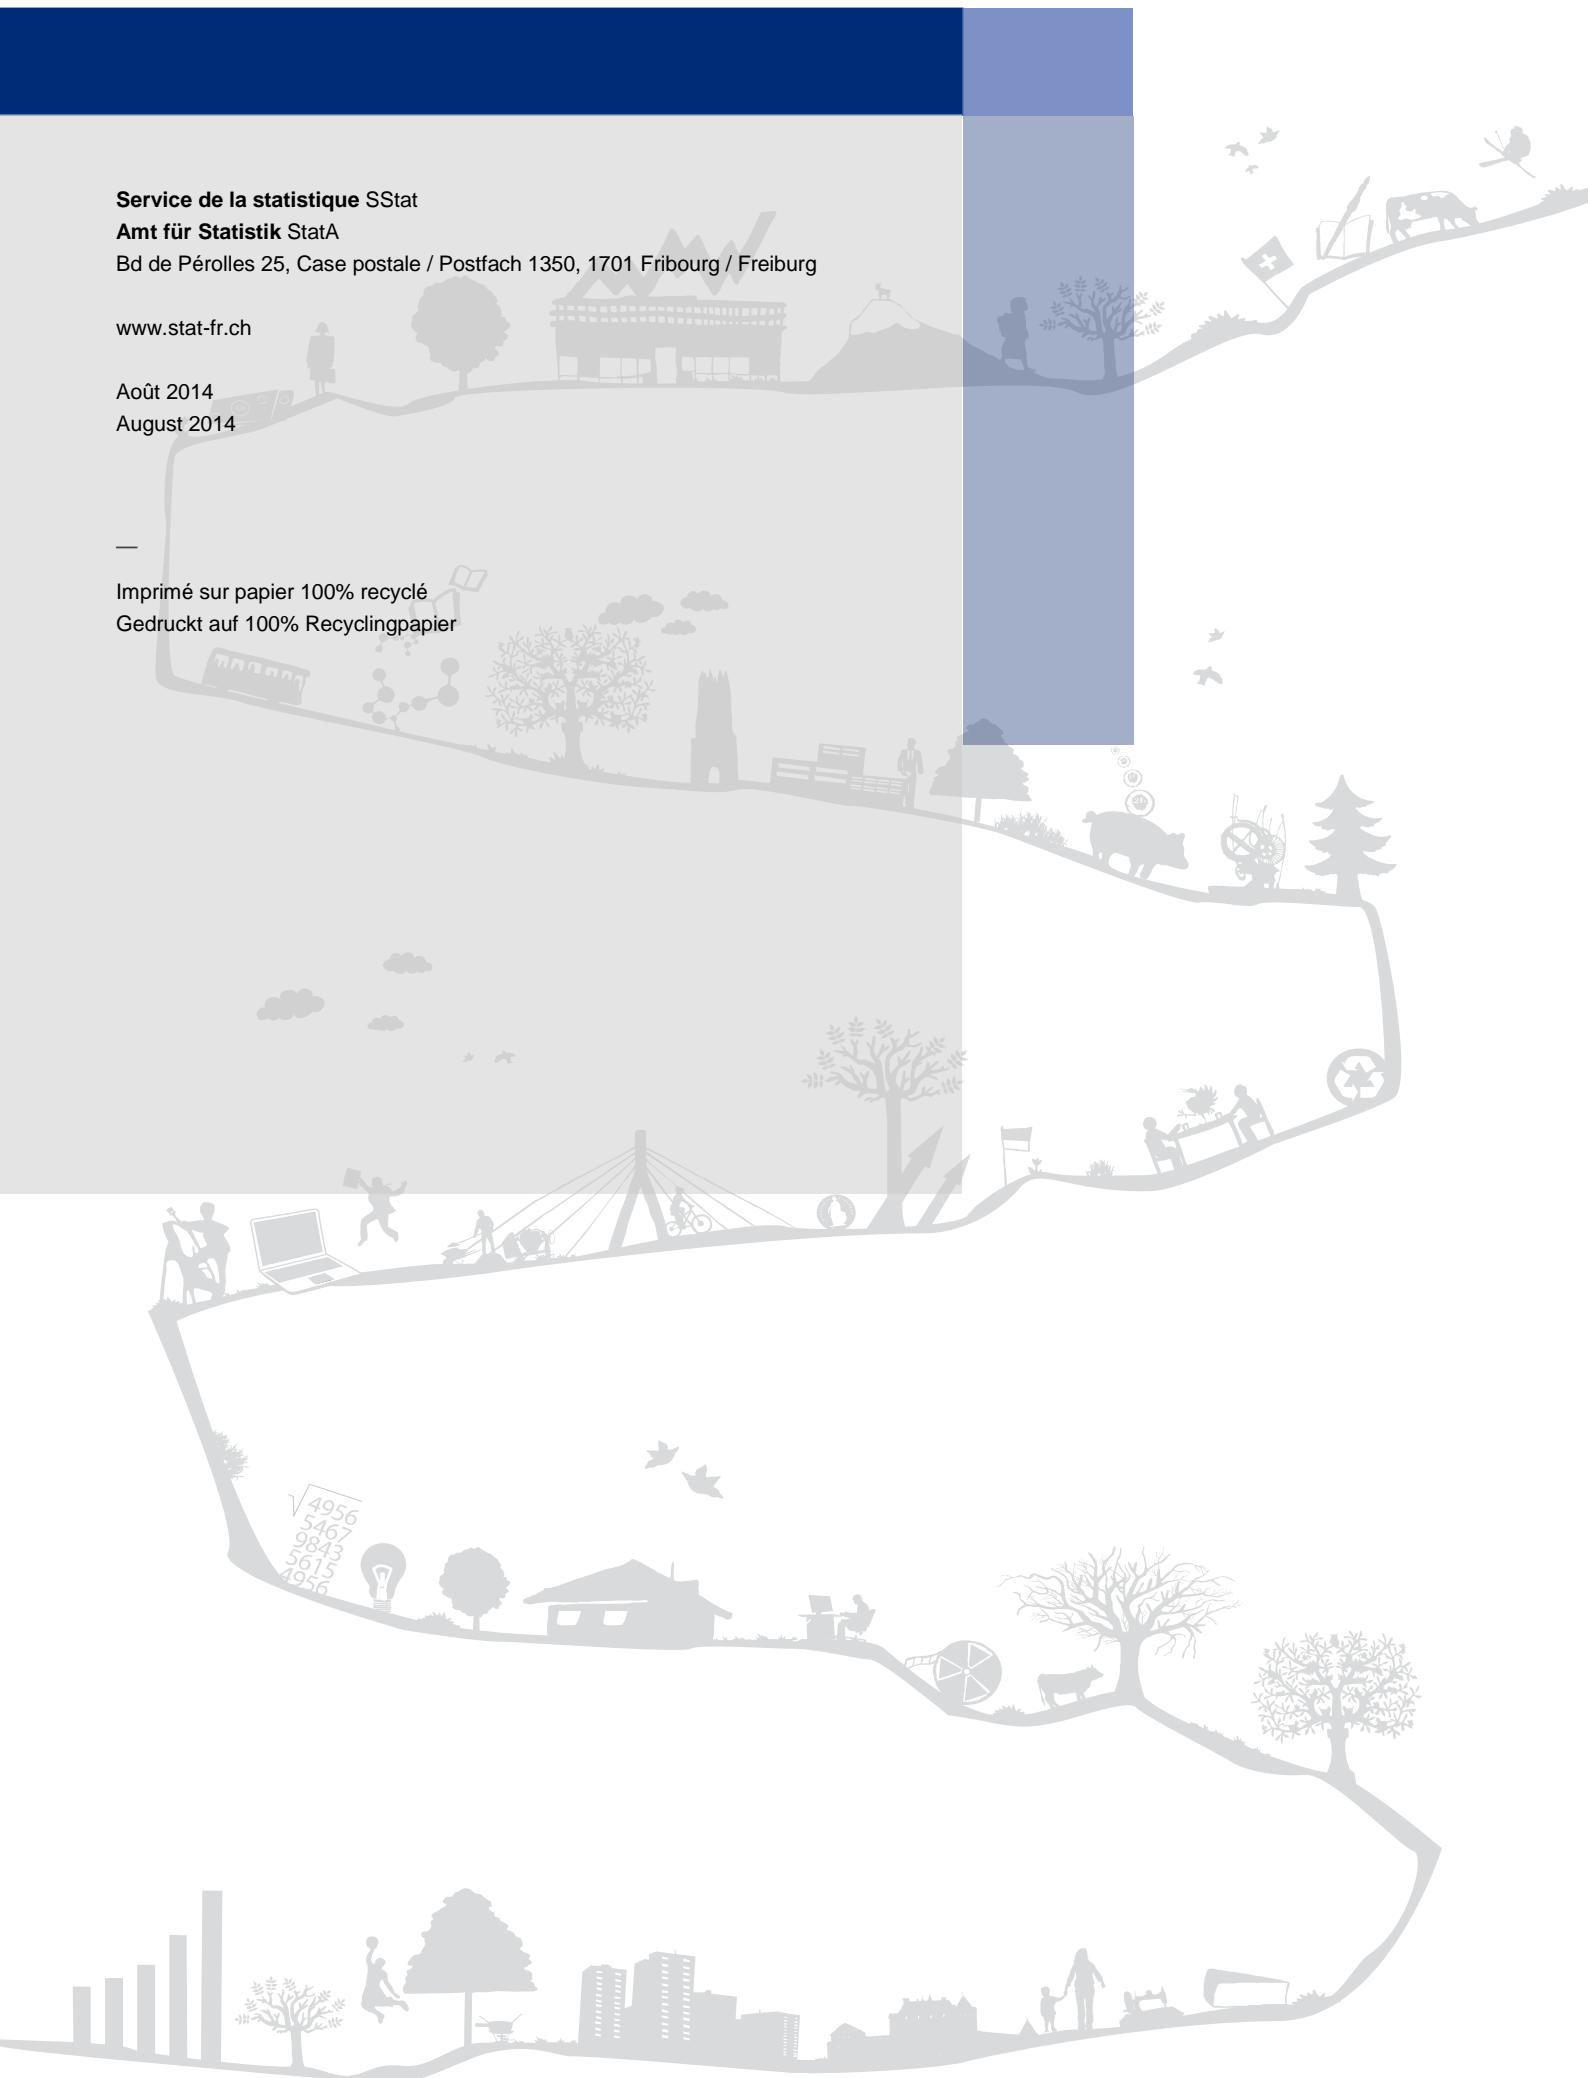 Service de la statistique SStat
Amt für Statistik StatA
Bd de Pérolles 25, Case postale / Postfach 1350, 1701 Fribourg / Freiburg
www.stat-fr.ch
Août 2014
August 2014
—
Imprimé sur papier 100% recyclé
Gedruckt auf 100% Recyclingpapier
4956
5467
9843
5615
4956